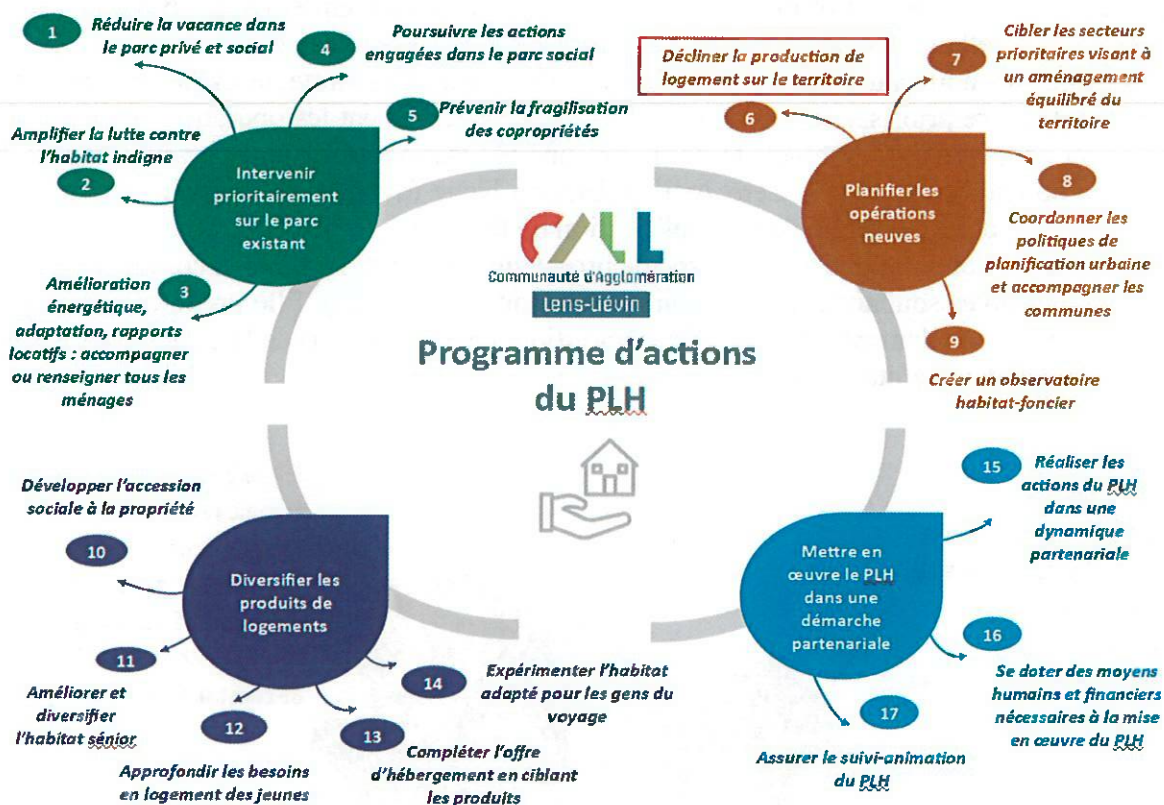 1
Réduire la vacance dans
le parc privé et social
4
Poursuivre les actions
engagées dans le parc social
5
Prévenir la fragilisation
des copropriétés
Amplifier la lutte contre
l'habitat indigne
2
Intervenir
prioritairement
sur le parc
existant
3
Amélioration
énergétique,
adaptation, rapports
locatifs : accompagner
ou renseigner tous les
ménages
Décliner la production de
logement sur le territoire
6
7
Cibler les secteurs
prioritaires visant à
un aménagement
équilibré du
territoire
Planifier les
opérations
neuves
8
Coordonner les
politiques de
planification urbaine
et accompagner les
communes
9
Créer un observatoire
habitat-foncier
CALL
Communauté d'Agglomération
Lens-Liévin
Programme d'actions
du PLH
Développer l'accession
sociale à la propriété
10
Diversifier les
produits de
logements
11
Améliorer et
diversifier
l'habitat sénior
12
Approfondir les besoins
en logement des jeunes
13
Compléter l'offre
d'hébergement en ciblant
les produits
14
Expérimenter l'habitat
adapté pour les gens du
voyage
15
Réaliser les
actions du PLH
dans une
dynamique
partenariale
Mettre en
œuvre le PLH
dans une
démarche
partenariale
16
Se doter des moyens
humains et financiers
nécessaires à la mise
en œuvre du PLH
17
Assurer le suivi-animation
du PLH